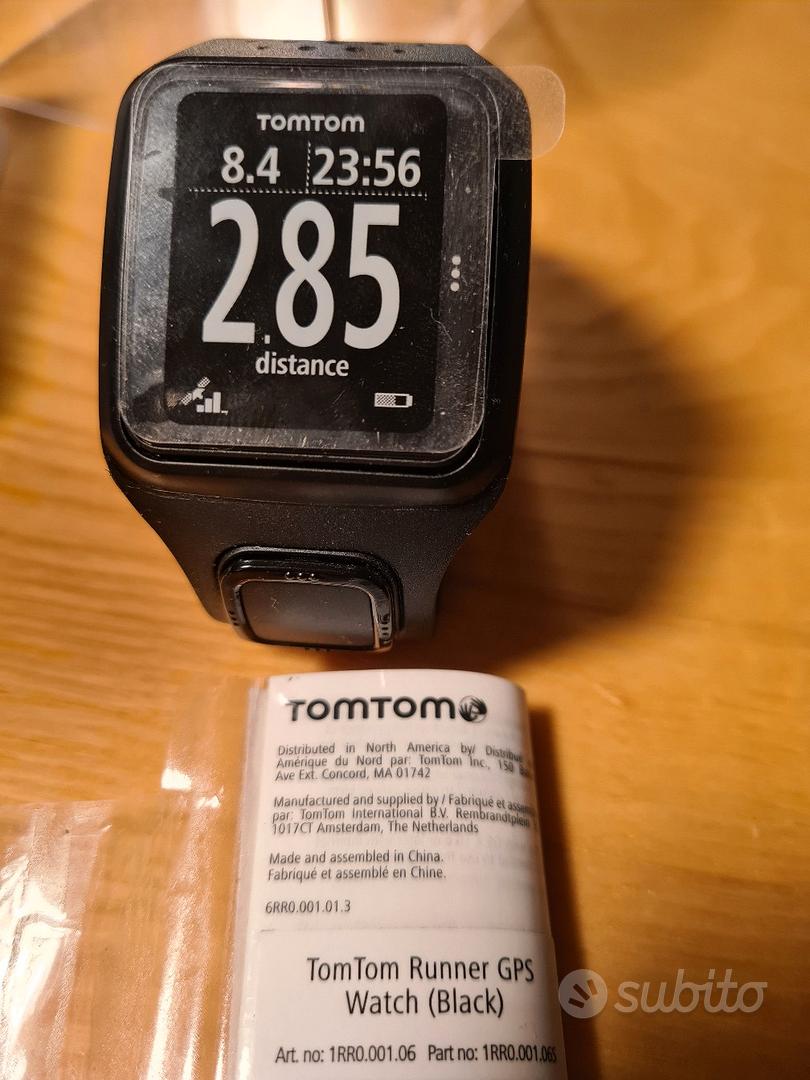 TOMTOM
8.4 23:56
2.85
distance
TOMTOM
Distributed in North America by/ Distribué
Amérique du Nord par: TomTom Inc., 150
Ave Ext. Concord, MA 01742
Manufactured and supplied by / Fabriqué et
par: TomTom International B.V. Rembrandtplein
1017CT Amsterdam, The Netherlands
Made and assembled in China.
Fabriqué et assemblé en Chine.
6RR0.001.01.3
TomTom Runner GPS
Watch (Black)
subito
Art. no: 1RR0.001.06 Part no: 1RR0.001.06S